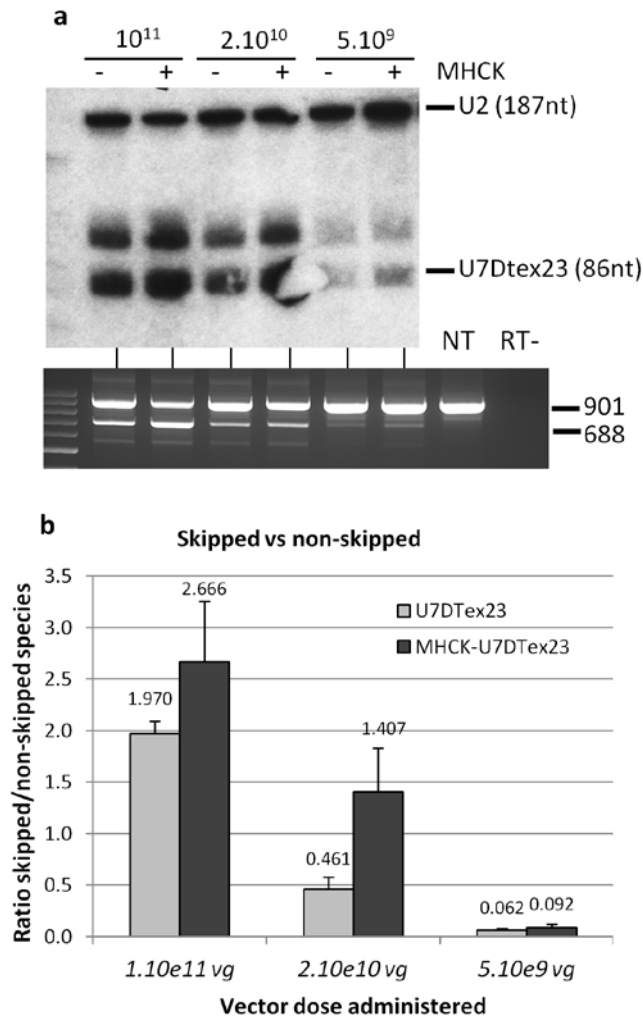 a
10¹¹ 2.10¹⁰ 5.10⁹
- + - + - + MHCK
U2 (187nt)
U7Dtex23 (86nt)
NT RT-
901
688
b
Skipped vs non-skipped
Ratio skipped/non-skipped species
3.5
3.0
2.5
2.0
1.5
1.0
0.5
0.0
U7DTex23
MHCK-U7DTex23
1.970
2.666
0.461
1.407
0.062
0.092
1.10e11 vg 2.10e10 vg 5.10e9 vg
Vector dose administered